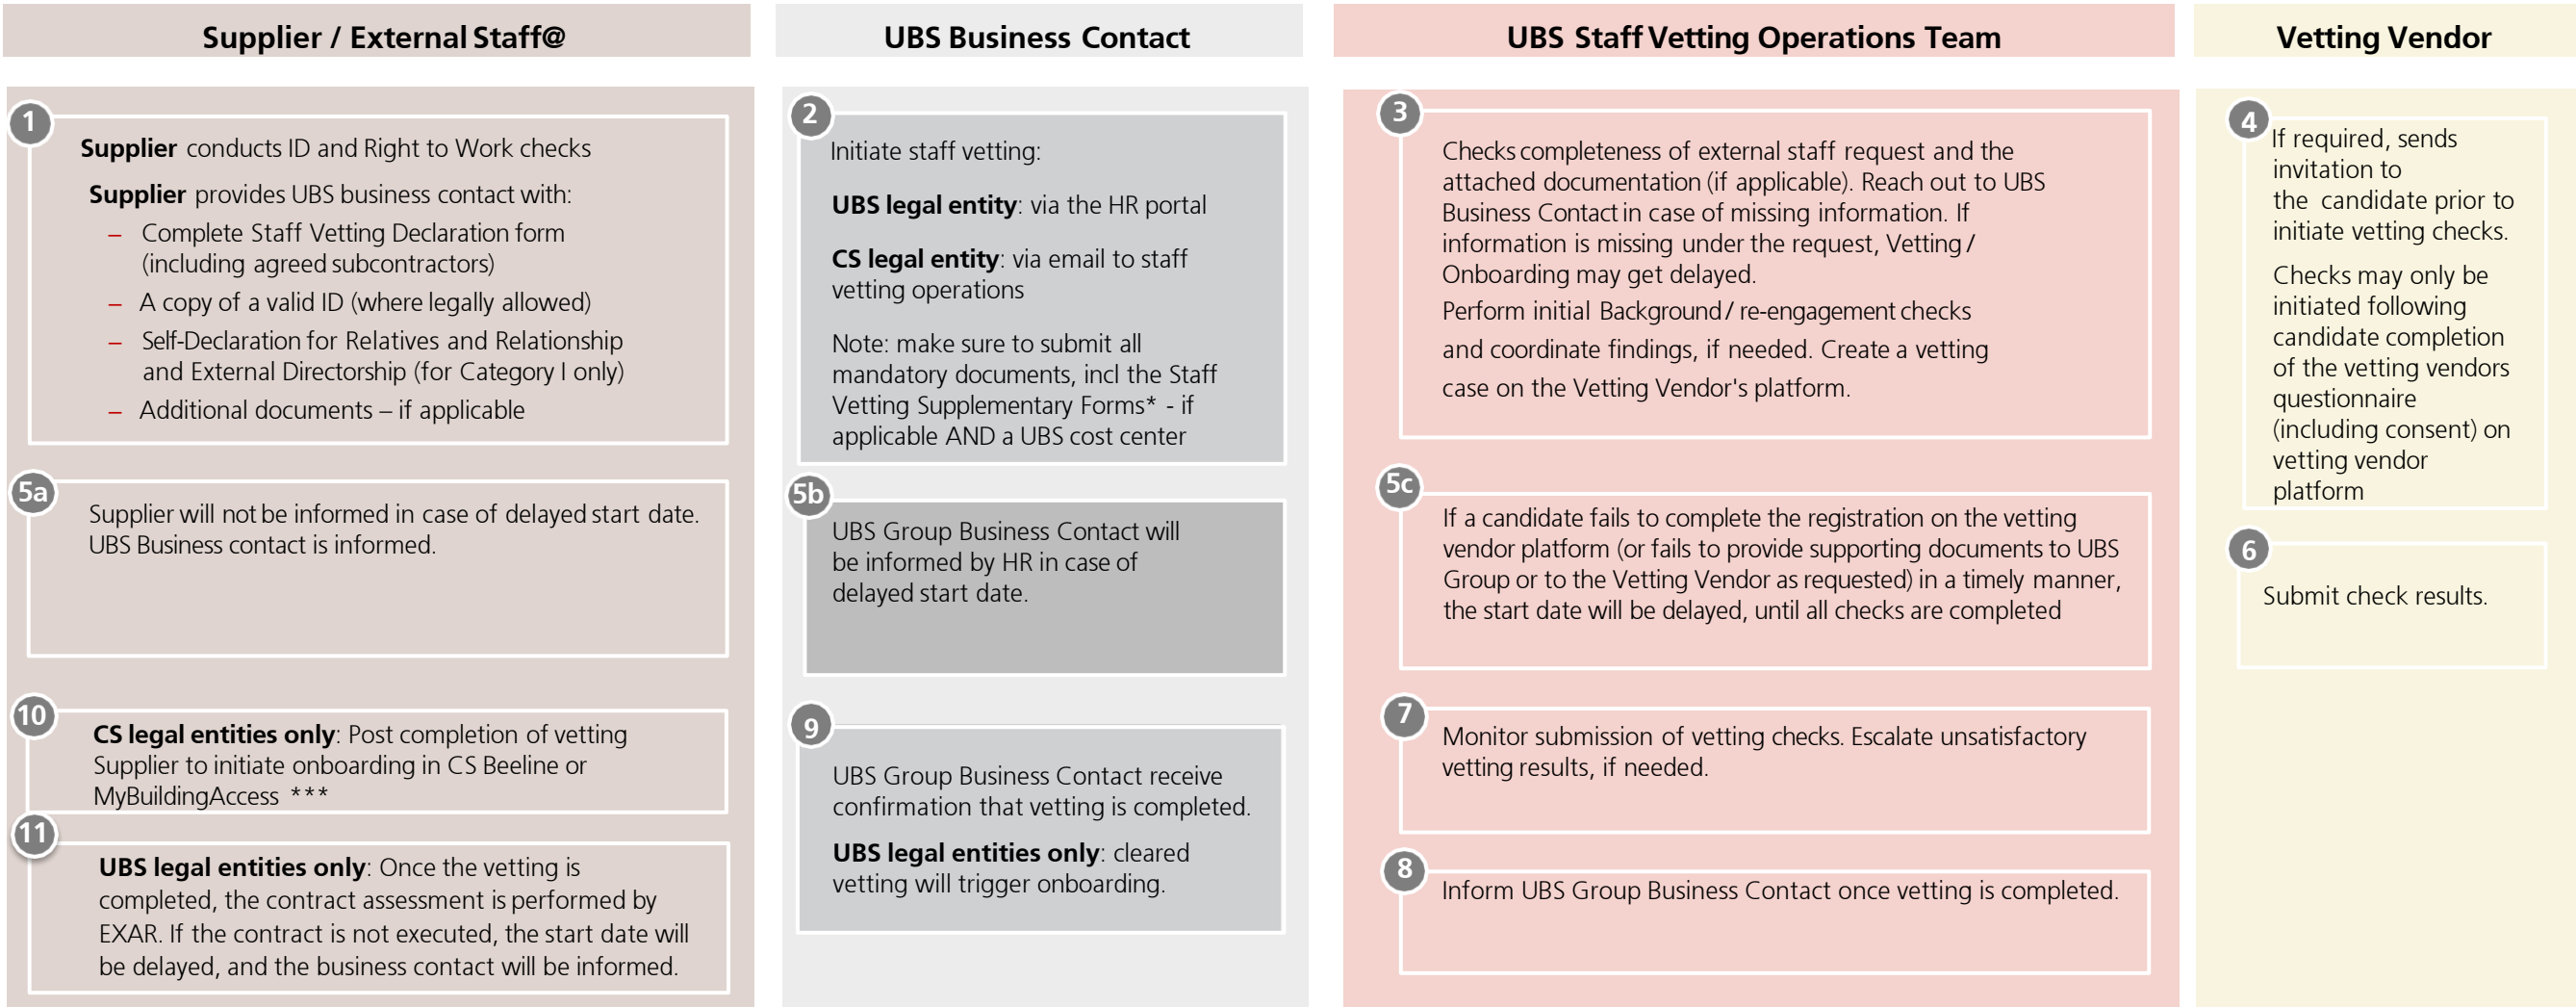 Supplier / External Staff@
1
Supplier conducts ID and Right to Work checks
Supplier provides UBS business contact with:
– Complete Staff Vetting Declaration form
(including agreed subcontractors)
– A copy of a valid ID (where legally allowed)
– Self-Declaration for Relatives and Relationship
and External Directorship (for Category I only)
– Additional documents – if applicable
5a
Supplier will not be informed in case of delayed start date.
UBS Business contact is informed.
10
CS legal entities only: Post completion of vetting
Supplier to initiate onboarding in CS Beeline or
MyBuildingAccess ***
11
UBS legal entities only: Once the vetting is
completed, the contract assessment is performed by
EXAR. If the contract is not executed, the start date will
be delayed, and the business contact will be informed.
UBS Business Contact
2
Initiate staff vetting:
UBS legal entity: via the HR portal
CS legal entity: via email to staff
vetting operations
Note: make sure to submit all
mandatory documents, incl the Staff
Vetting Supplementary Forms* - if
applicable AND a UBS cost center
5b
UBS Group Business Contact will
be informed by HR in case of
delayed start date.
9
UBS Group Business Contact receive
confirmation that vetting is completed.
UBS legal entities only: cleared
vetting will trigger onboarding.
UBS Staff Vetting Operations Team
3
Checks completeness of external staff request and the
attached documentation (if applicable). Reach out to UBS
Business Contact in case of missing information. If
information is missing under the request, Vetting /
Onboarding may get delayed.
Perform initial Background / re-engagement checks
and coordinate findings, if needed. Create a vetting
case on the Vetting Vendor's platform.
5c
If a candidate fails to complete the registration on the vetting
vendor platform (or fails to provide supporting documents to UBS
Group or to the Vetting Vendor as requested) in a timely manner,
the start date will be delayed, until all checks are completed
7
Monitor submission of vetting checks. Escalate unsatisfactory
vetting results, if needed.
8
Inform UBS Group Business Contact once vetting is completed.
Vetting Vendor
4
If required, sends
invitation to
the candidate prior to
initiate vetting checks.
Checks may only be
initiated following
candidate completion
of the vetting vendors
questionnaire
(including consent) on
vetting vendor
platform
6
Submit check results.